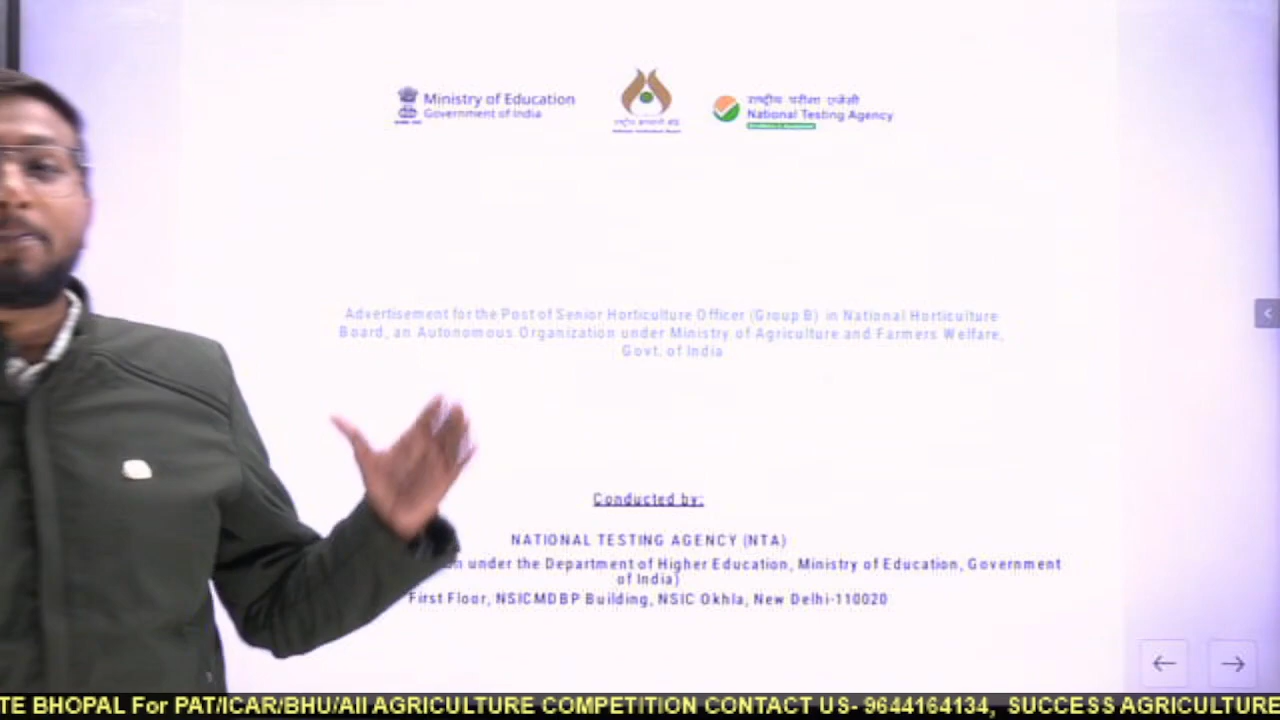 Ministry of Education
Government of India
राष्ट्रीय बागवानी बोर्ड
National Horticulture Board
राष्ट्रीय परीक्षा एजेंसी
National Testing Agency
Advertisement for the Post of Senior Horticulture Officer (Group B) in National Horticulture
Board, an Autonomous Organization under Ministry of Agriculture and Farmers Welfare,
Govt. of India
Conducted by:
NATIONAL TESTING AGENCY (NTA)
under the Department of Higher Education, Ministry of Education, Government
of India)
First Floor, NSICMDBP Building, NSIC Okhla, New Delhi-110020
TE BHOPAL For PAT/ICAR/BHU/All AGRICULTURE COMPETITION CONTACT US- 9644164134, SUCCESS AGRICULTURE